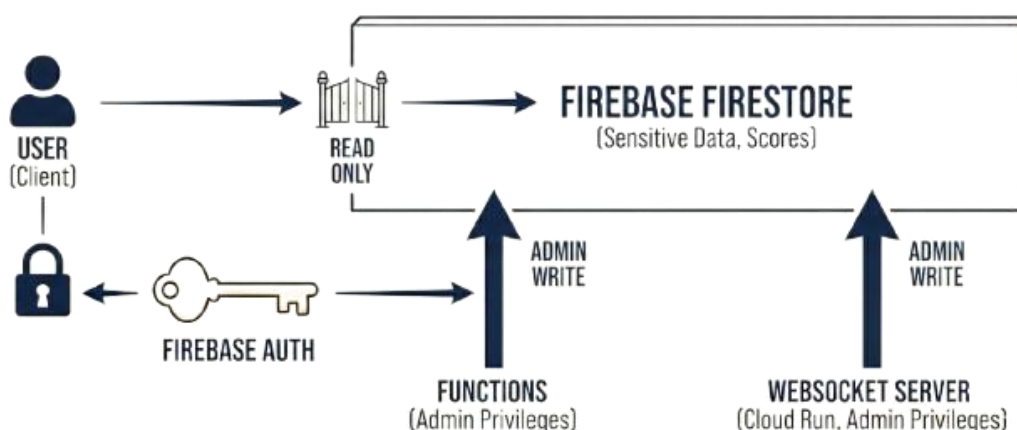 USER
(Client)
READ
ONLY
FIREBASE FIRESTORE
(Sensitive Data, Scores)
ADMIN
WRITE
ADMIN
WRITE
FIREBASE AUTH
FUNCTIONS
(Admin Privileges)
WEBSOCKET SERVER
(Cloud Run, Admin Privileges)